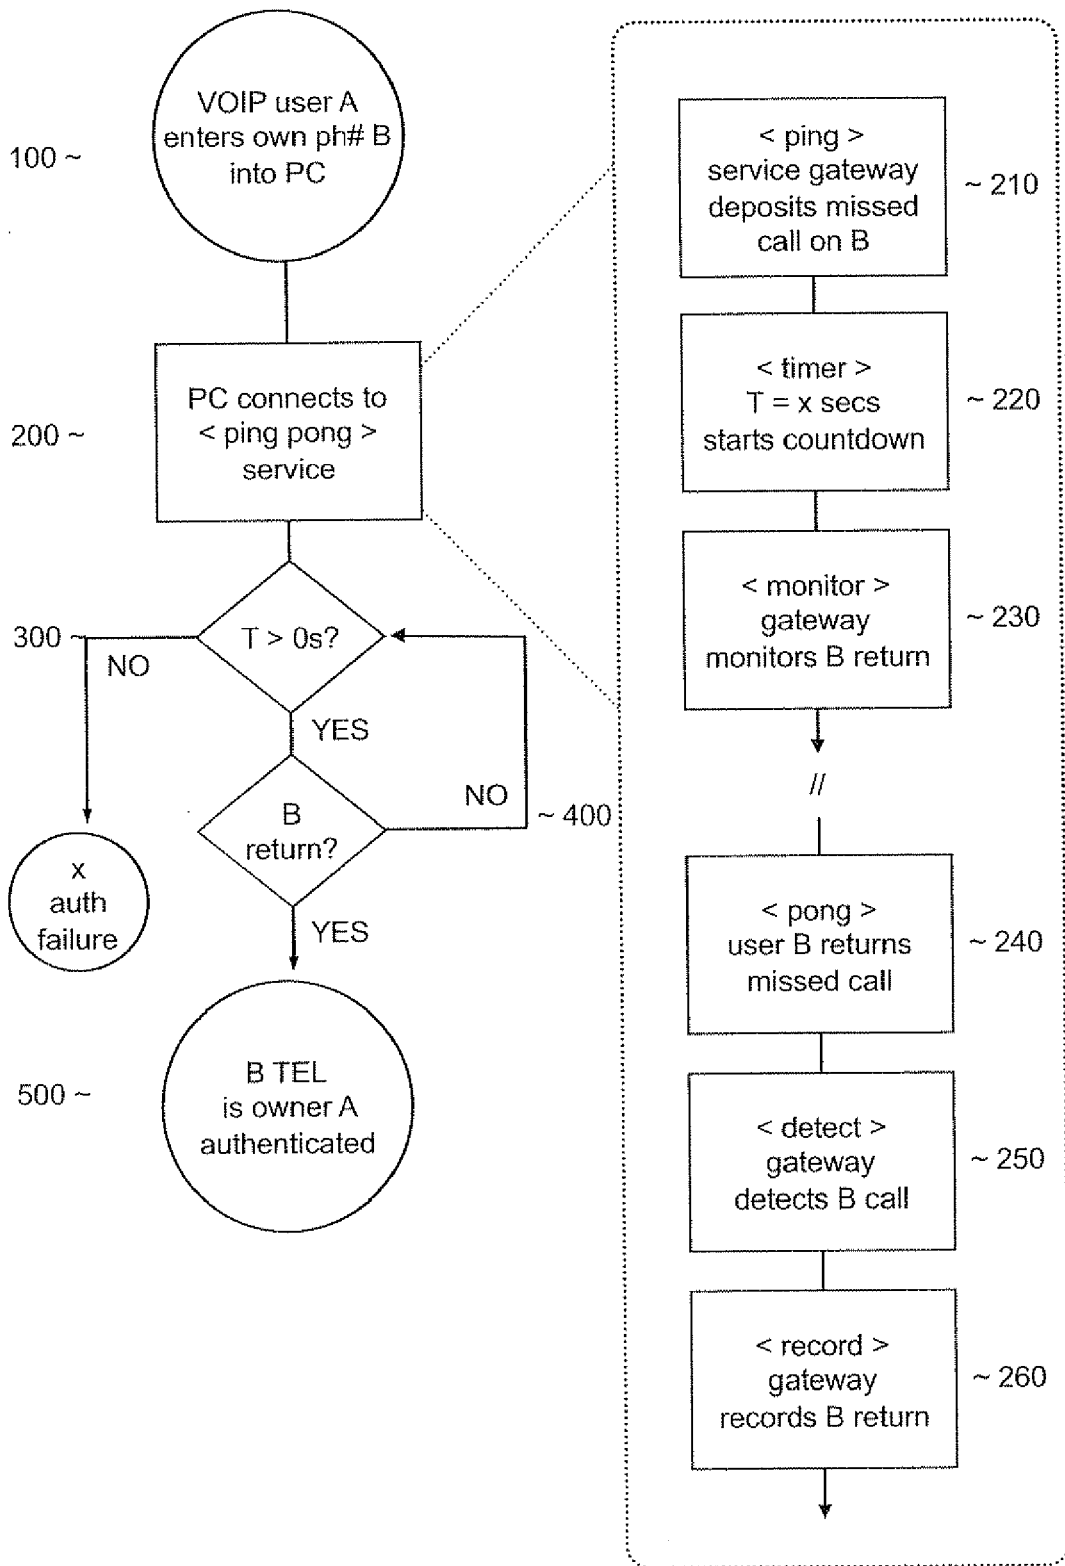 VOIP user A
enters own ph# B
into PC
100 ~
PC connects to
< ping pong >
service
200 ~
T > 0s?
300 ~
NO
YES
B
return?
NO
~ 400
YES
x
auth
failure
B TEL
is owner A
authenticated
500 ~
< ping >
service gateway
deposits missed
call on B
~ 210
< timer >
T = x secs
starts countdown
~ 220
< monitor >
gateway
monitors B return
~ 230
//
< pong >
user B returns
missed call
~ 240
< detect >
gateway
detects B call
~ 250
< record >
gateway
records B return
~ 260